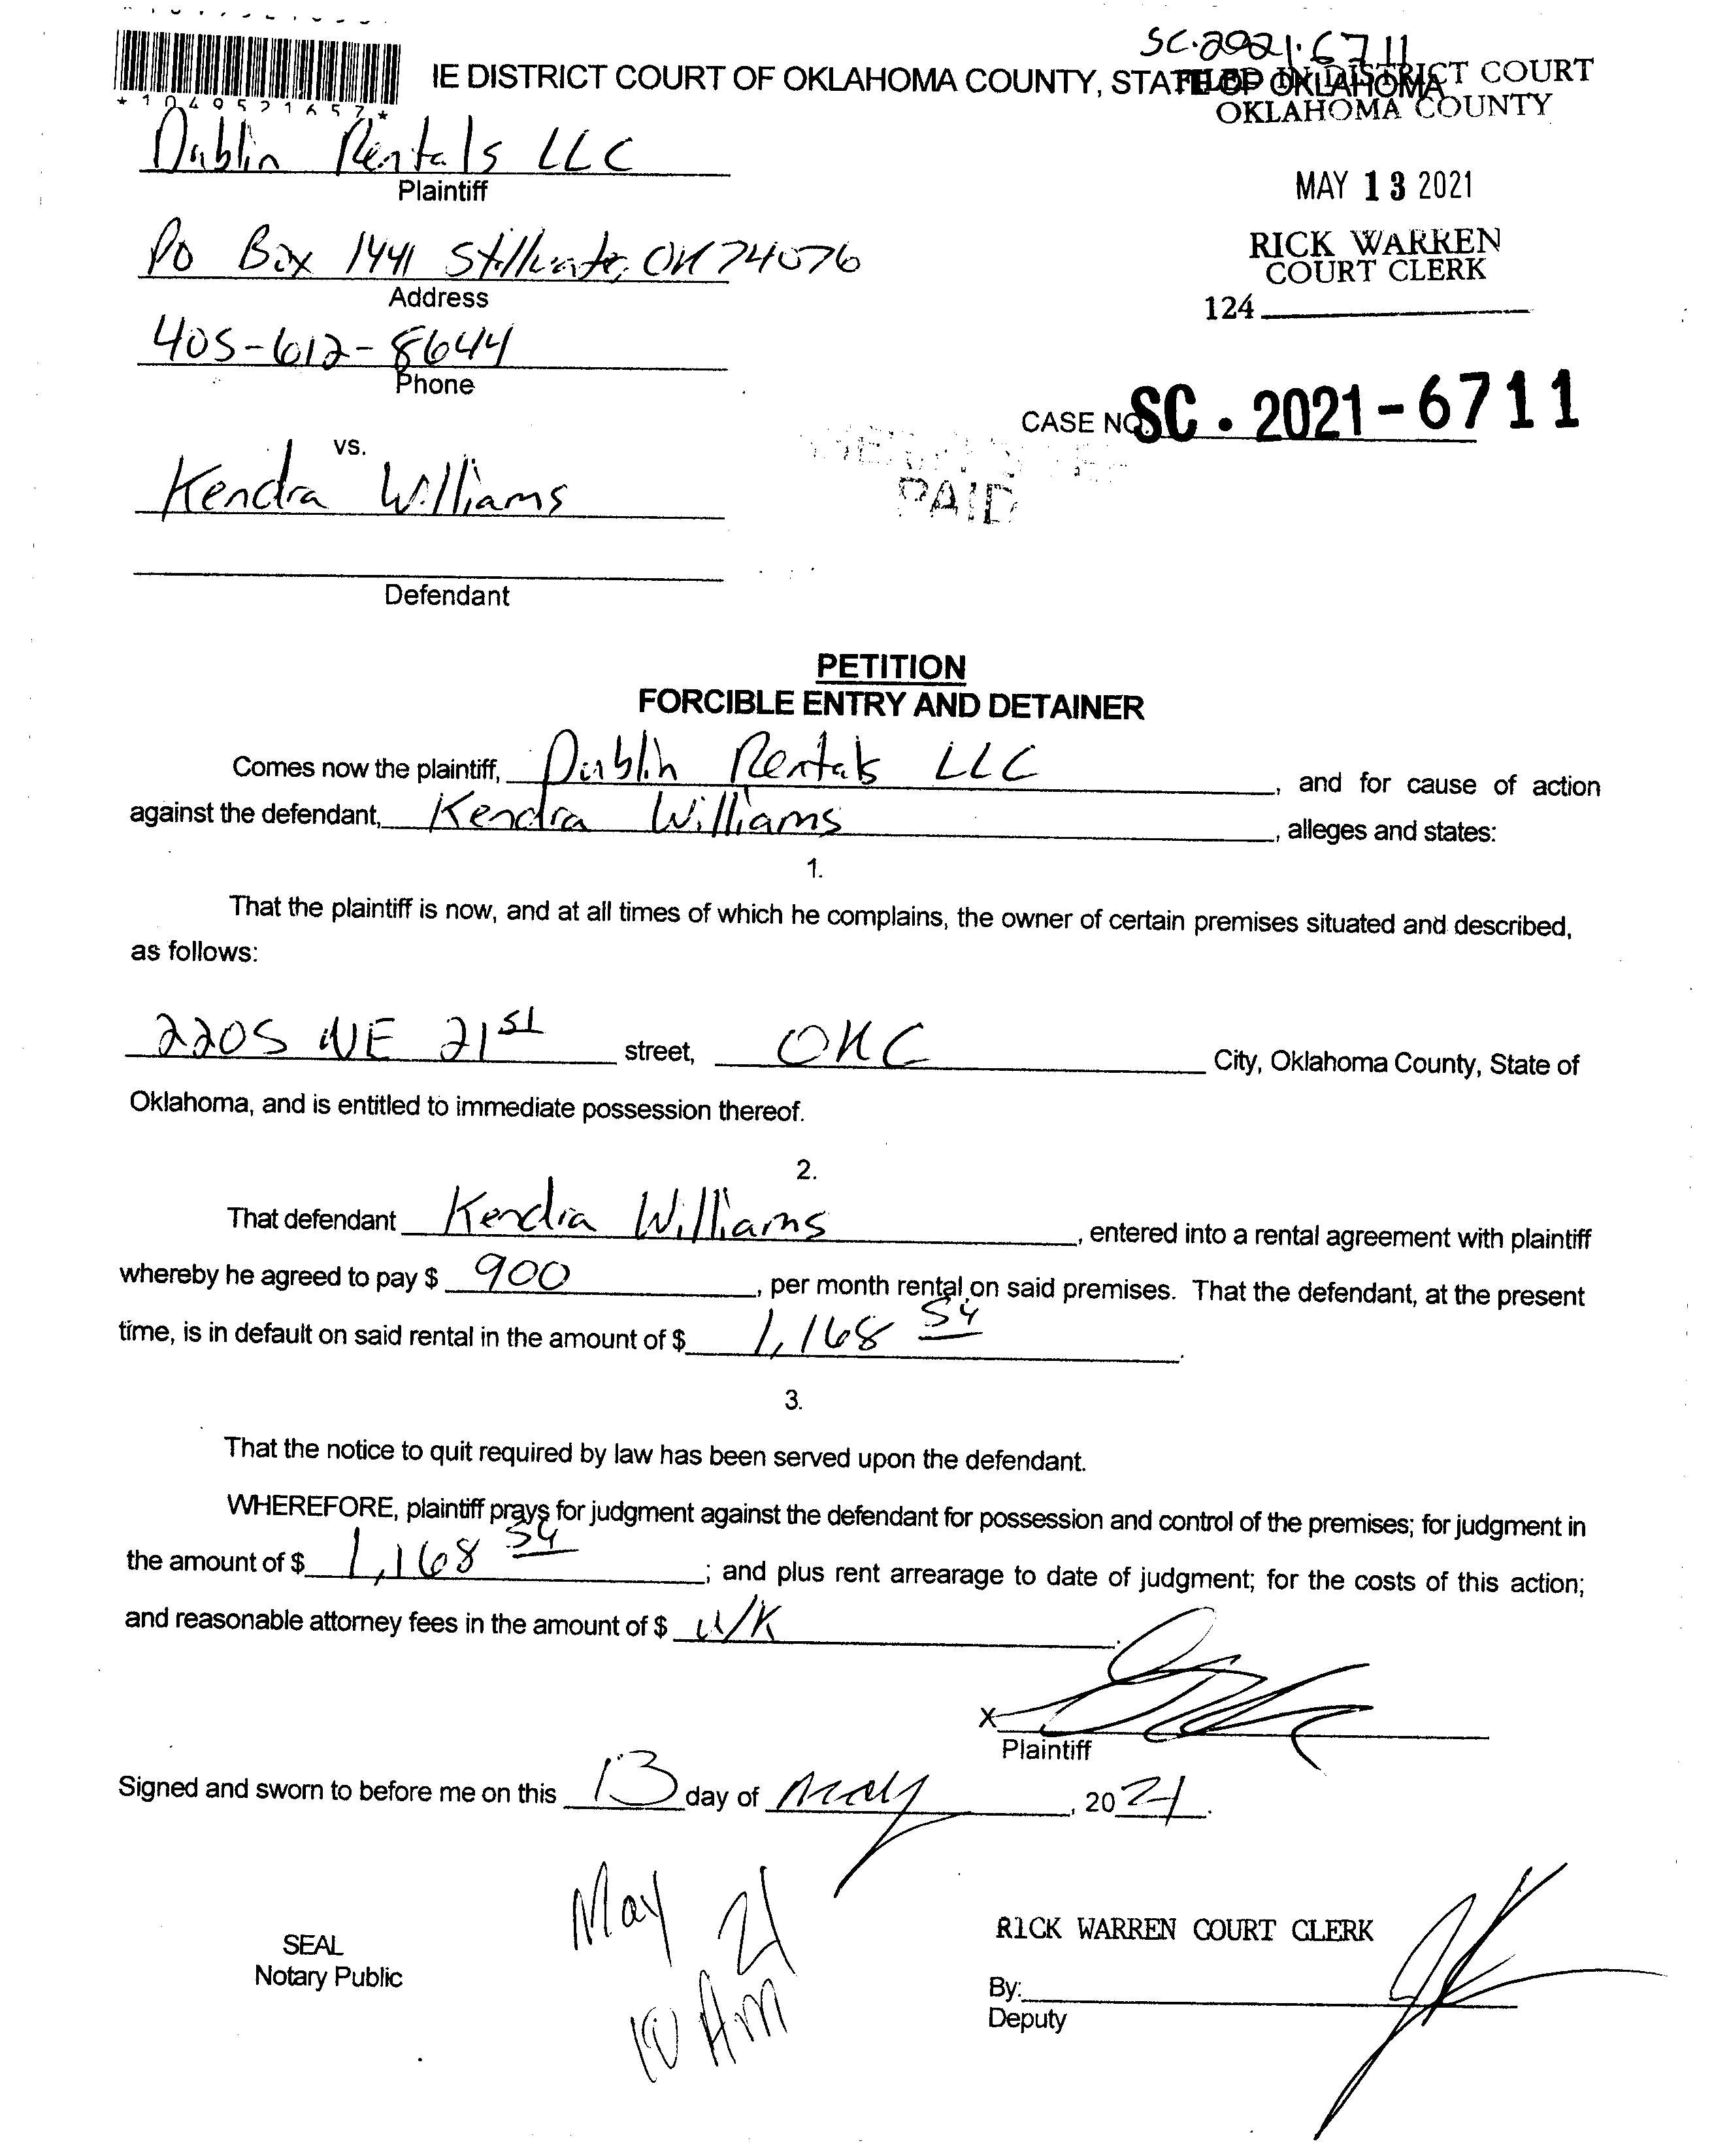 SC-2021-6711
IE DISTRICT COURT OF OKLAHOMA COUNTY, STATE OF OKLAHOMA
FILED IN DISTRICT COURT
OKLAHOMA COUNTY
*1049521657*
Dublin Rentals LLC
Plaintiff
MAY 13 2021
PO Box 1441 Stillwater, OK 74076
Address
RICK WARREN
COURT CLERK
124
405-612-8644
Phone
CASE NO. SC . 2021-6711
vs.
PAID
Kendra Williams
Defendant
PETITION
FORCIBLE ENTRY AND DETAINER
Comes now the plaintiff, Dublin Rentals LLC, and for cause of action
against the defendant, Kendra Williams, alleges and states:
1.
That the plaintiff is now, and at all times of which he complains, the owner of certain premises situated and described,
as follows:
2205 NE 21st street, OKC City, Oklahoma County, State of
Oklahoma, and is entitled to immediate possession thereof.
2.
That defendant Kendra Williams, entered into a rental agreement with plaintiff
whereby he agreed to pay $ 900, per month rental on said premises. That the defendant, at the present
time, is in default on said rental in the amount of $ 1,168 54.
3.
That the notice to quit required by law has been served upon the defendant.
WHEREFORE, plaintiff prays for judgment against the defendant for possession and control of the premises; for judgment in
the amount of $ 1,168 54; and plus rent arrearage to date of judgment; for the costs of this action;
and reasonable attorney fees in the amount of $ U/K.
X
Plaintiff
Signed and sworn to before me on this 13 day of May, 2021.
May 21
10 Am
SEAL
Notary Public
RICK WARREN COURT CLERK
By:
Deputy